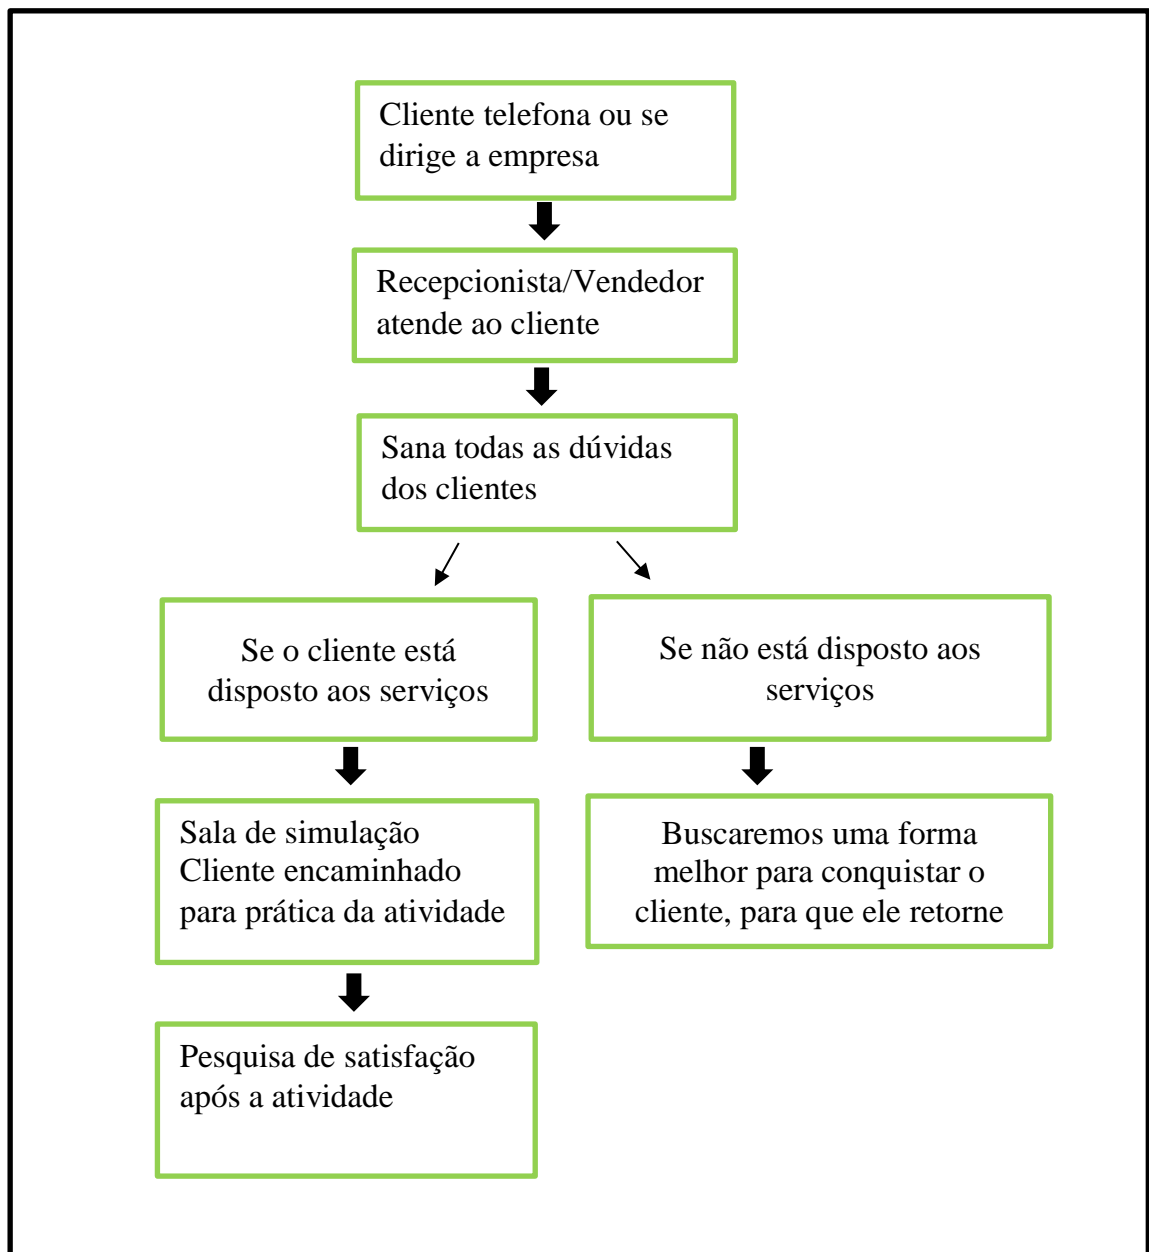 Cliente telefona ou se
dirige a empresa
Recepcionista/Vendedor
atende ao cliente
Sana todas as dúvidas
dos clientes
Se o cliente está
disposto aos serviços
Se não está disposto aos
serviços
Sala de simulação
Cliente encaminhado
para prática da atividade
Buscaremos uma forma
melhor para conquistar o
cliente, para que ele retorne
Pesquisa de satisfação
após a atividade